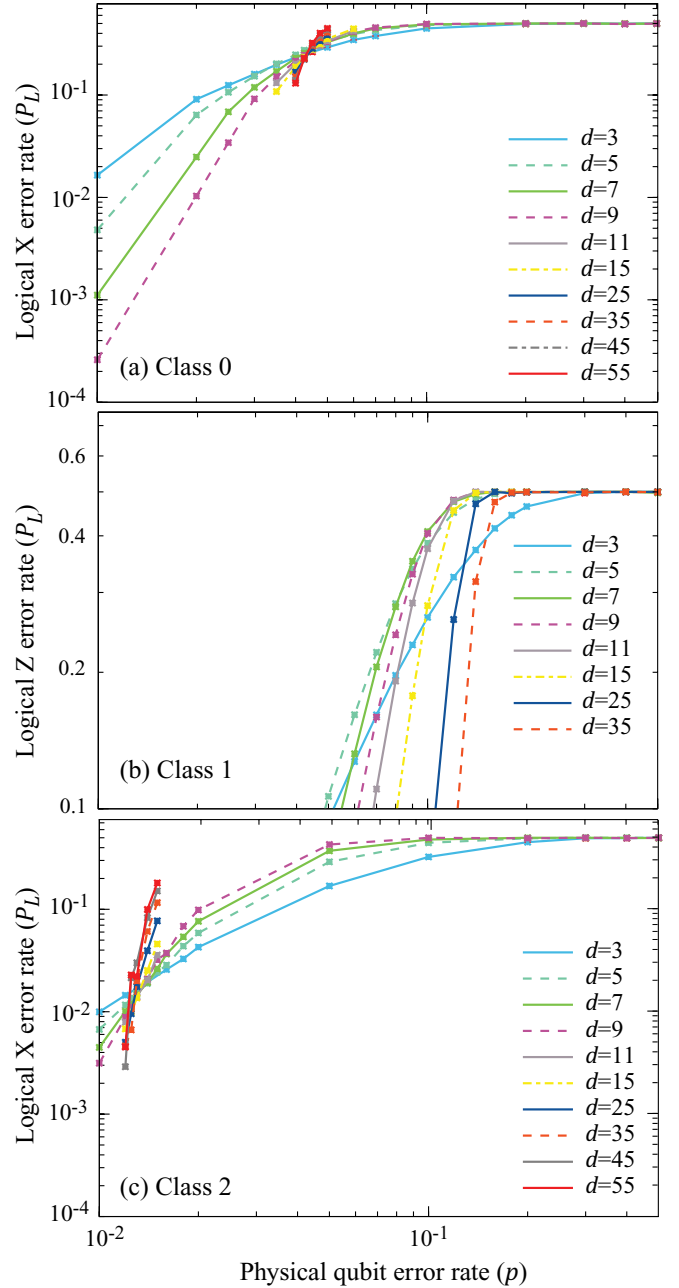 Logical X error rate (P_L)
10^-1
10^-2
10^-3
10^-4
d=3
d=5
d=7
d=9
d=11
d=15
d=25
d=35
d=45
d=55
(a) Class 0
Logical Z error rate (P_L)
0.6
0.4
0.2
0.1
d=3
d=5
d=7
d=9
d=11
d=15
d=25
d=35
(b) Class 1
Logical X error rate (P_L)
10^-1
10^-2
10^-3
10^-4
d=3
d=5
d=7
d=9
d=11
d=15
d=25
d=35
d=45
d=55
(c) Class 2
10^-2
10^-1
Physical qubit error rate (p)